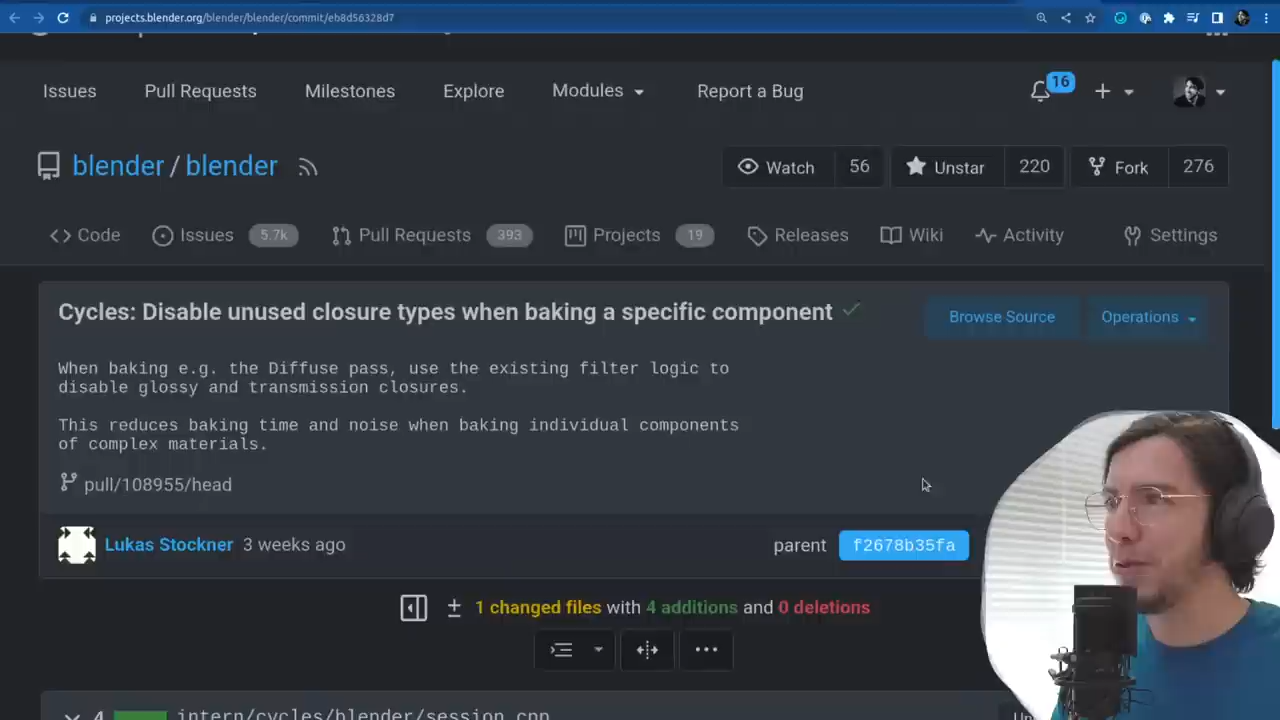 projects.blender.org/blender/blender/commit/eb8d56328d7
Issues Pull Requests Milestones Explore Modules Report a Bug 16
blender / blender Watch 56 Unstar 220 Fork 276
Code Issues 5.7k Pull Requests 393 Projects 19 Releases Wiki Activity Settings
Cycles: Disable unused closure types when baking a specific component Browse Source Operations
When baking e.g. the Diffuse pass, use the existing filter logic to
disable glossy and transmission closures.
This reduces baking time and noise when baking individual components
of complex materials.
pull/108955/head
Lukas Stockner 3 weeks ago parent f2678b35fa
1 changed files with 4 additions and 0 deletions
4 intern/cycles/blender/session.cpp